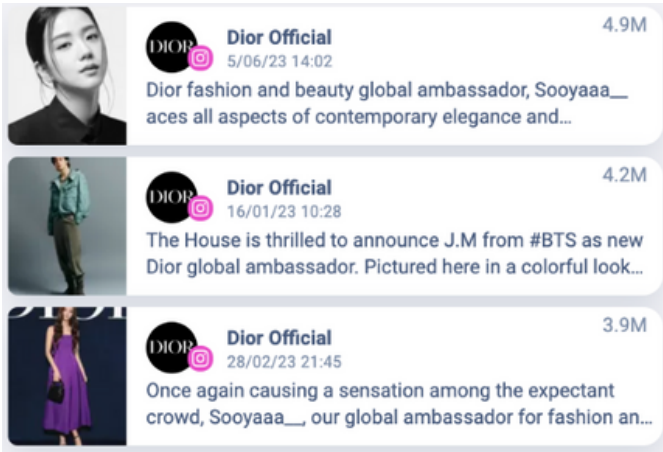 4.9M
DIOR
Dior Official
5/06/23 14:02
Dior fashion and beauty global ambassador, Sooyaaa__
aces all aspects of contemporary elegance and...
4.2M
DIOR
Dior Official
16/01/23 10:28
The House is thrilled to announce J.M from #BTS as new
Dior global ambassador. Pictured here in a colorful look...
3.9M
DIOR
Dior Official
28/02/23 21:45
Once again causing a sensation among the expectant
crowd, Sooyaaa__, our global ambassador for fashion an...